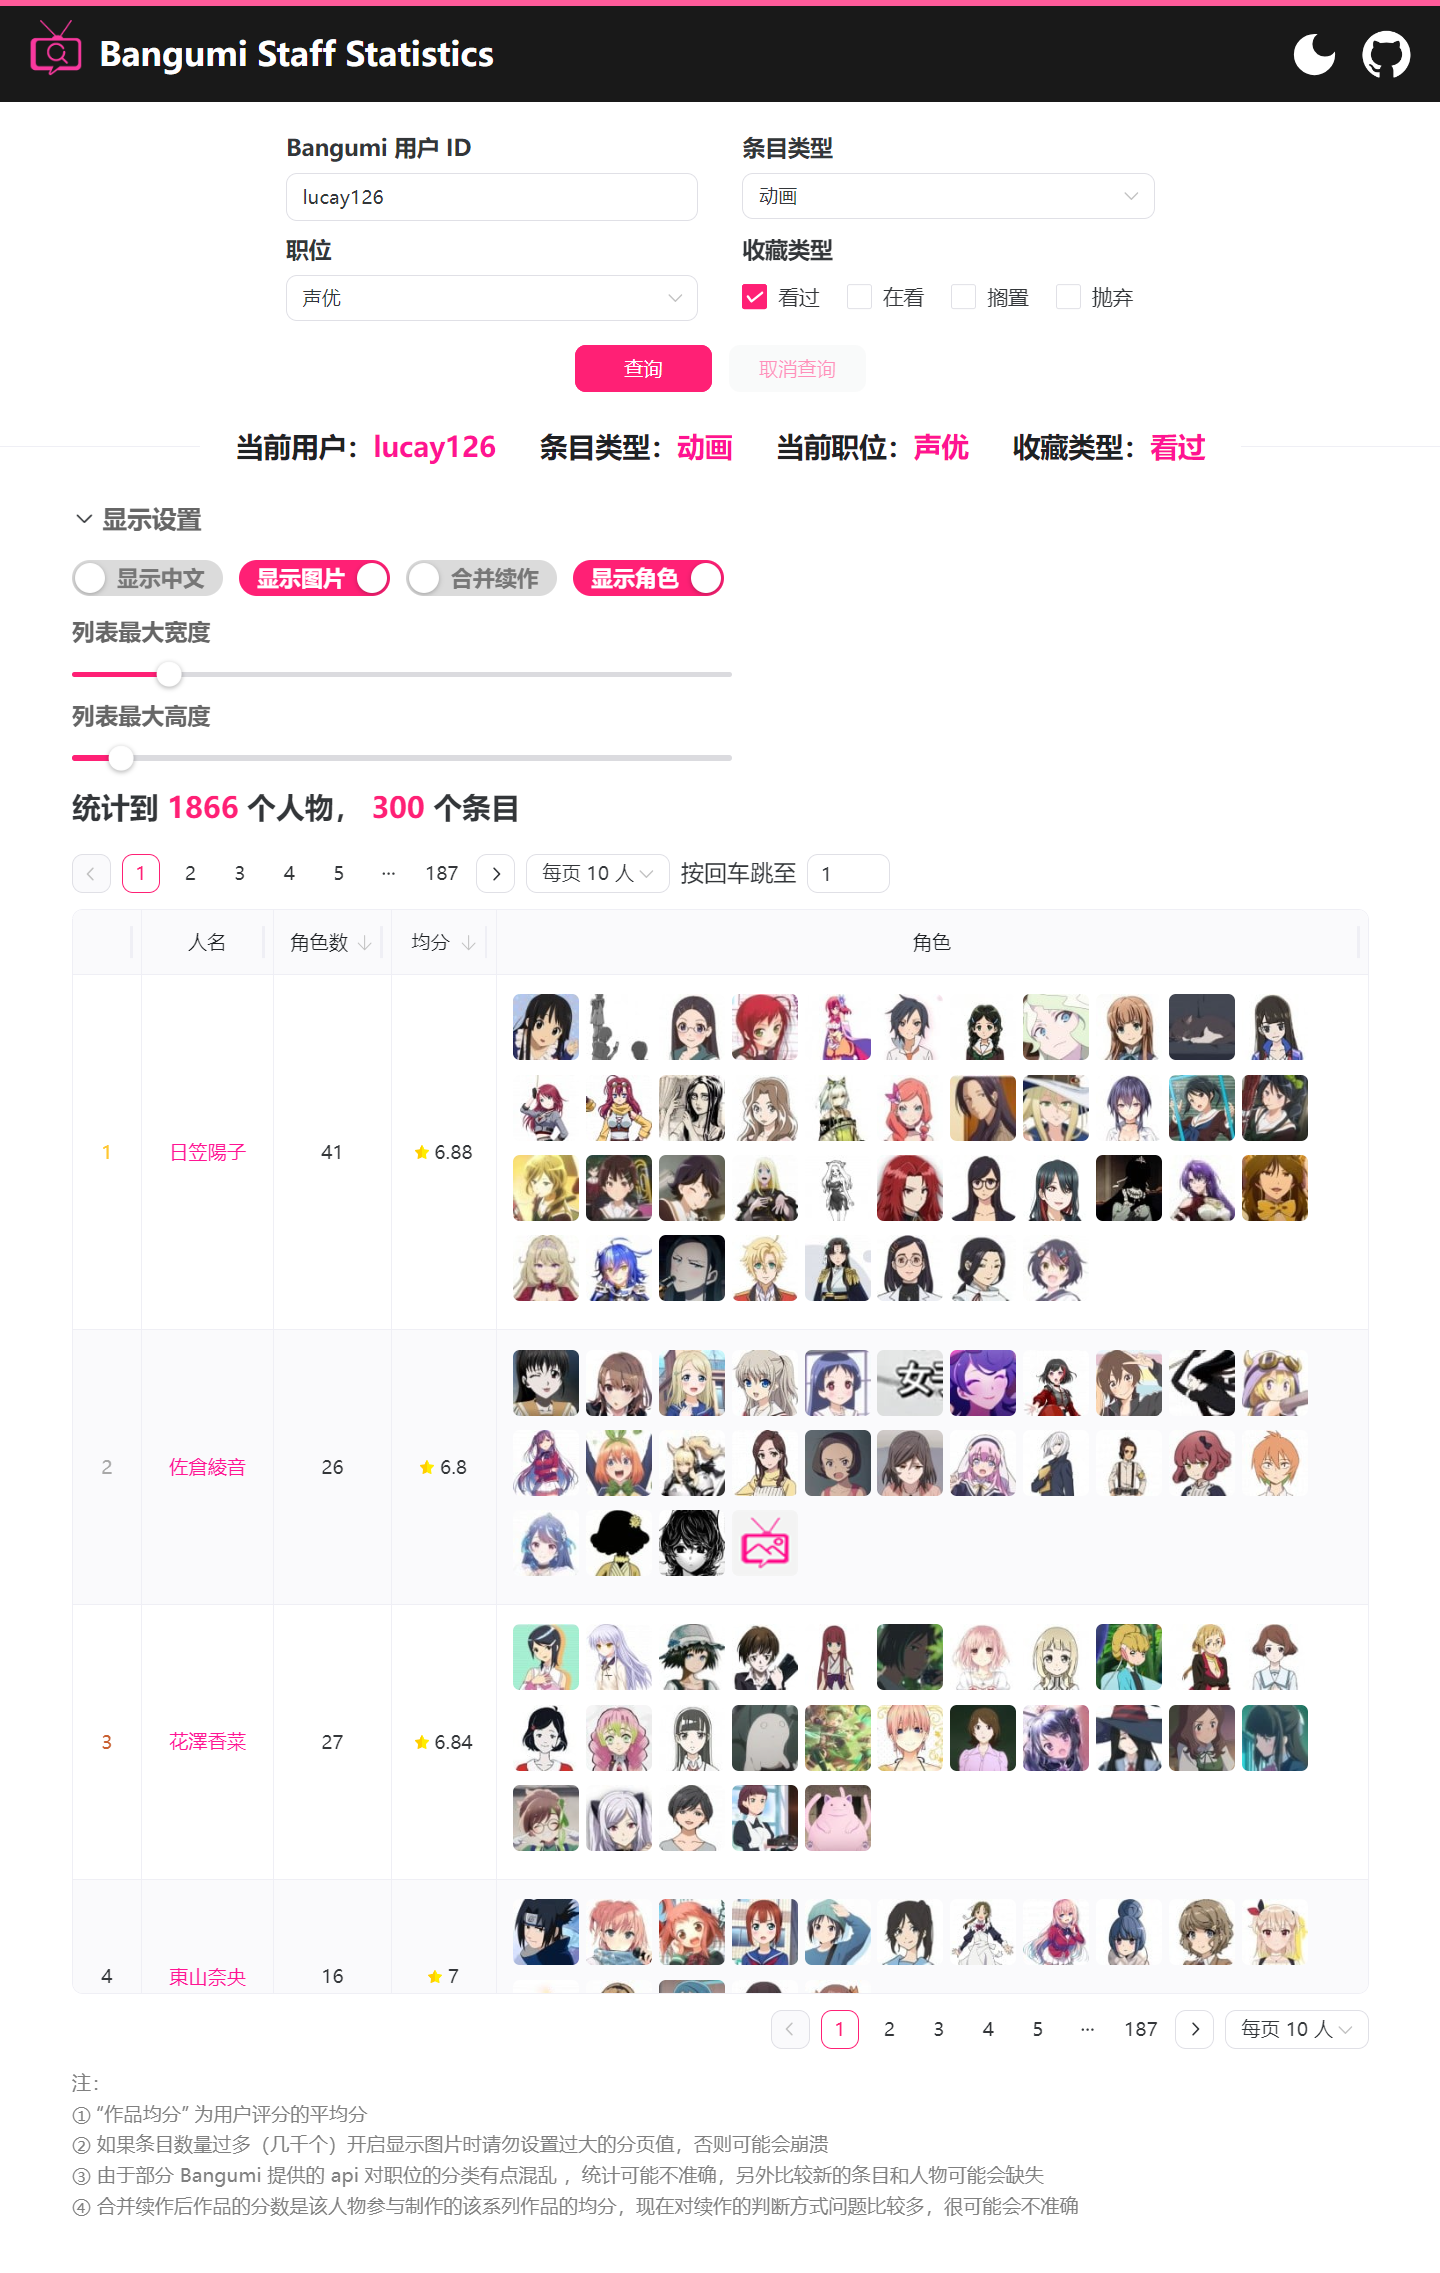 Bangumi Staff Statistics
Bangumi 用户 ID
条目类型
lucay126
动画
职位
收藏类型
声优
看过 在看 搁置 抛弃
查询 取消查询
当前用户：lucay126 条目类型：动画 当前职位：声优 收藏类型：看过
显示设置
显示中文 显示图片 合并续作 显示角色
列表最大宽度
列表最大高度
统计到 1866 个人物， 300 个条目
1 2 3 4 5 ··· 187 每页 10 人 按回车跳至 1
人名 角色数 均分 角色
1 日笠陽子 41 6.88
女
2 佐倉綾音 26 6.8
3 花澤香菜 27 6.84
4 東山奈央 16 7
1 2 3 4 5 ··· 187 每页 10 人
注：
① “作品均分” 为用户评分的平均分
② 如果条目数量过多（几千个）开启显示图片时请勿设置过大的分页值，否则可能会崩溃
③ 由于部分 Bangumi 提供的 api 对职位的分类有点混乱 ，统计可能不准确，另外比较新的条目和人物可能会缺失
④ 合并续作后作品的分数是该人物参与制作的该系列作品的均分，现在对续作的判断方式问题比较多，很可能会不准确